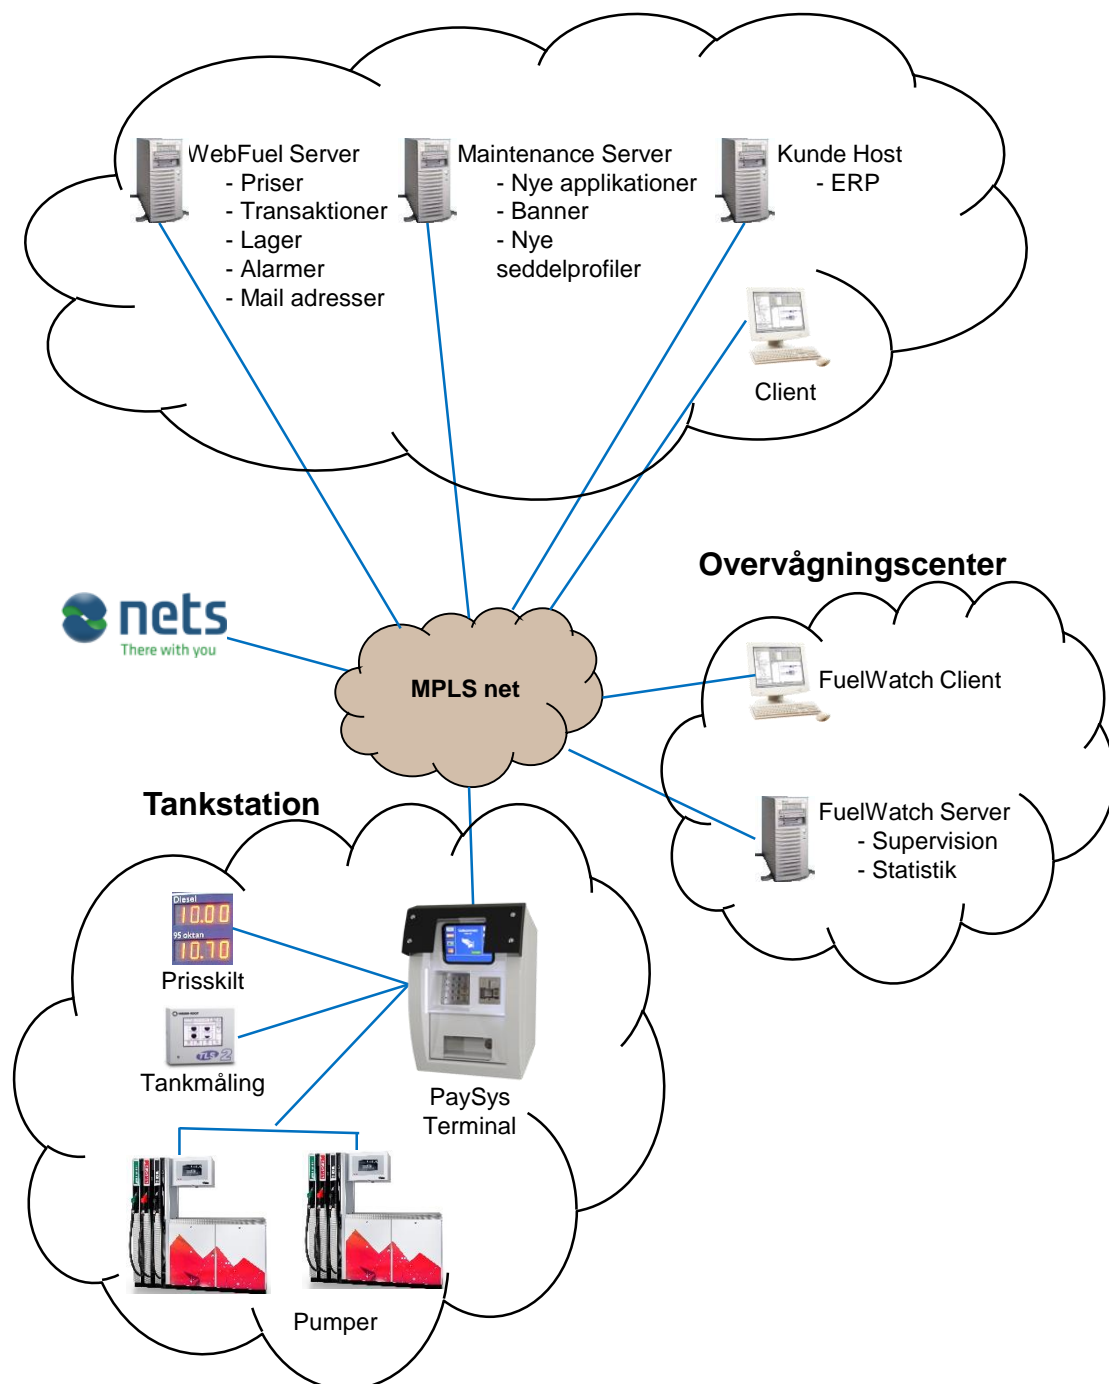 WebFuel Server
- Priser
- Transaktioner
- Lager
- Alarmer
- Mail adresser
Maintenance Server
- Nye applikationer
- Banner
- Nye
seddelprofiler
Kunde Host
- ERP
Client
Overvågningscenter
nets
There with you
MPLS net
FuelWatch Client
FuelWatch Server
- Supervision
- Statistik
Tankstation
Diesel
10.00
95 oktan
10.70
Prisskilt
TLS 2
Tankmåling
PaySys
Terminal
Pumper